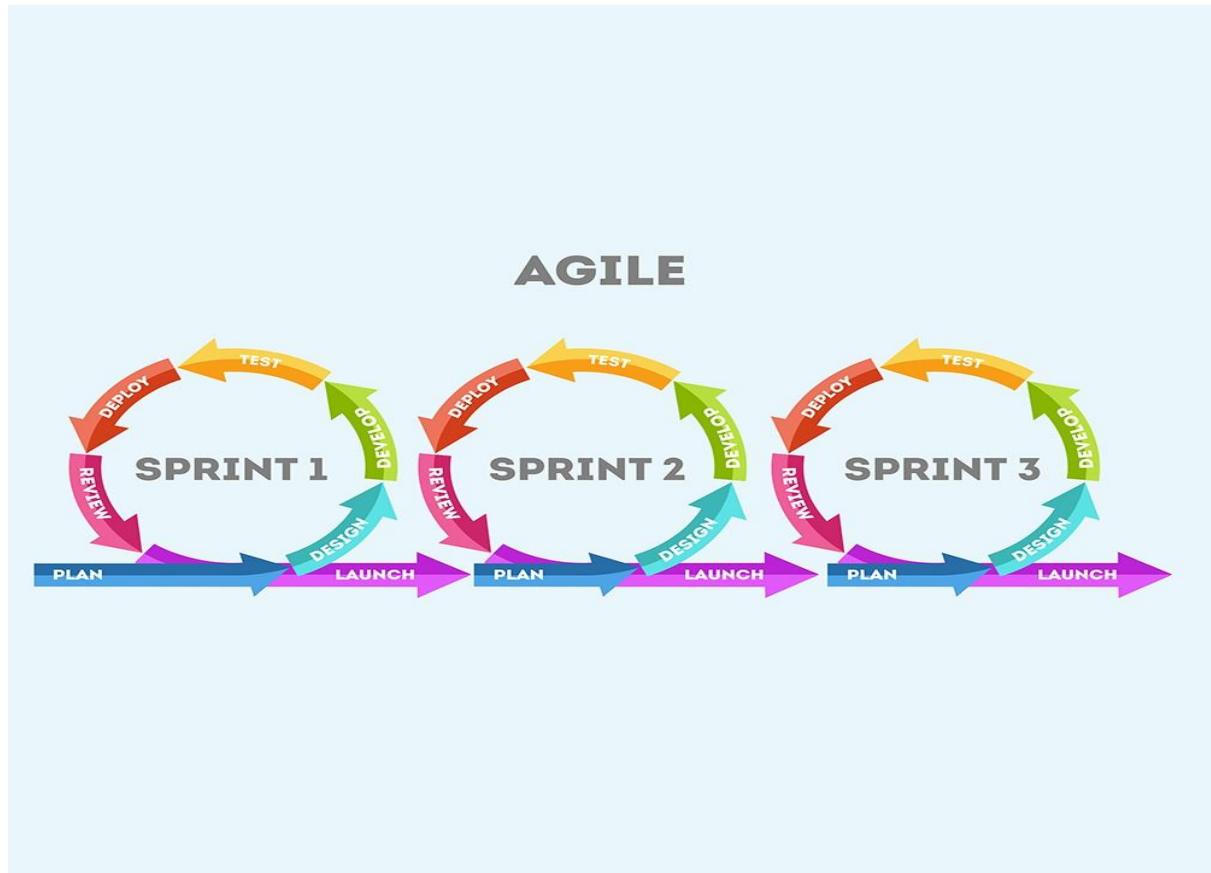 AGILE
SPRINT 1
PLAN
DESIGN
DEVELOP
TEST
DEPLOY
REVIEW
LAUNCH
SPRINT 2
PLAN
DESIGN
DEVELOP
TEST
DEPLOY
REVIEW
LAUNCH
SPRINT 3
PLAN
DESIGN
DEVELOP
TEST
DEPLOY
REVIEW
LAUNCH